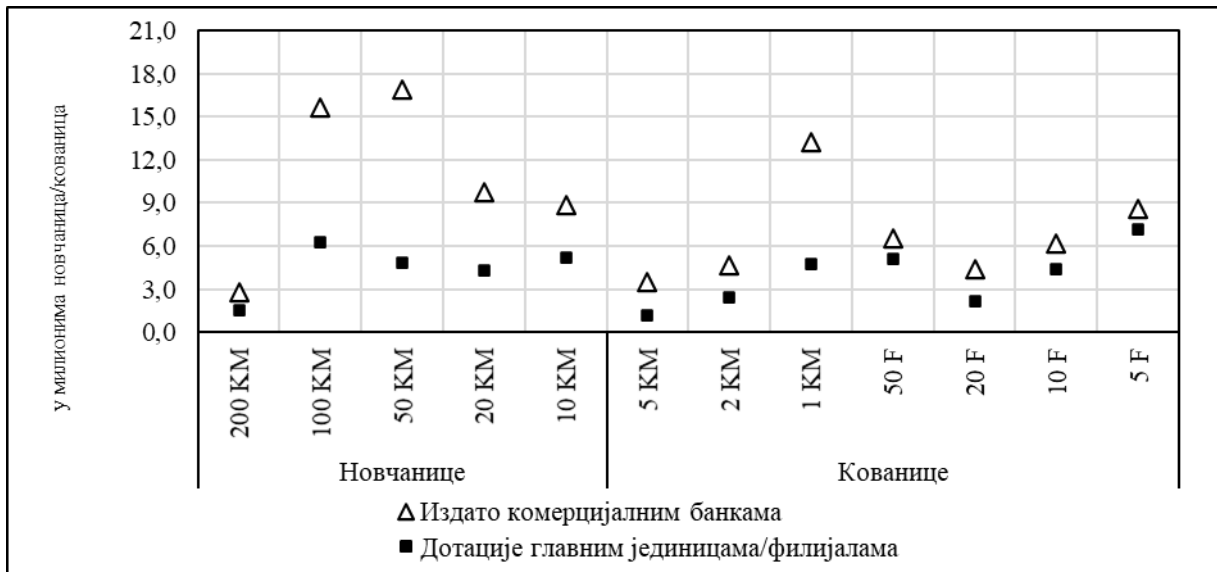 у милионима новчаница/кованица
21,0
18,0
15,0
12,0
9,0
6,0
3,0
0,0
200 KM
100 KM
50 KM
20 KM
10 KM
5 KM
2 KM
1 KM
50 F
20 F
10 F
5 F
Новчанице
Кованице
Издато комерцијалним банкама
Дотације главним јединицама/филијалама